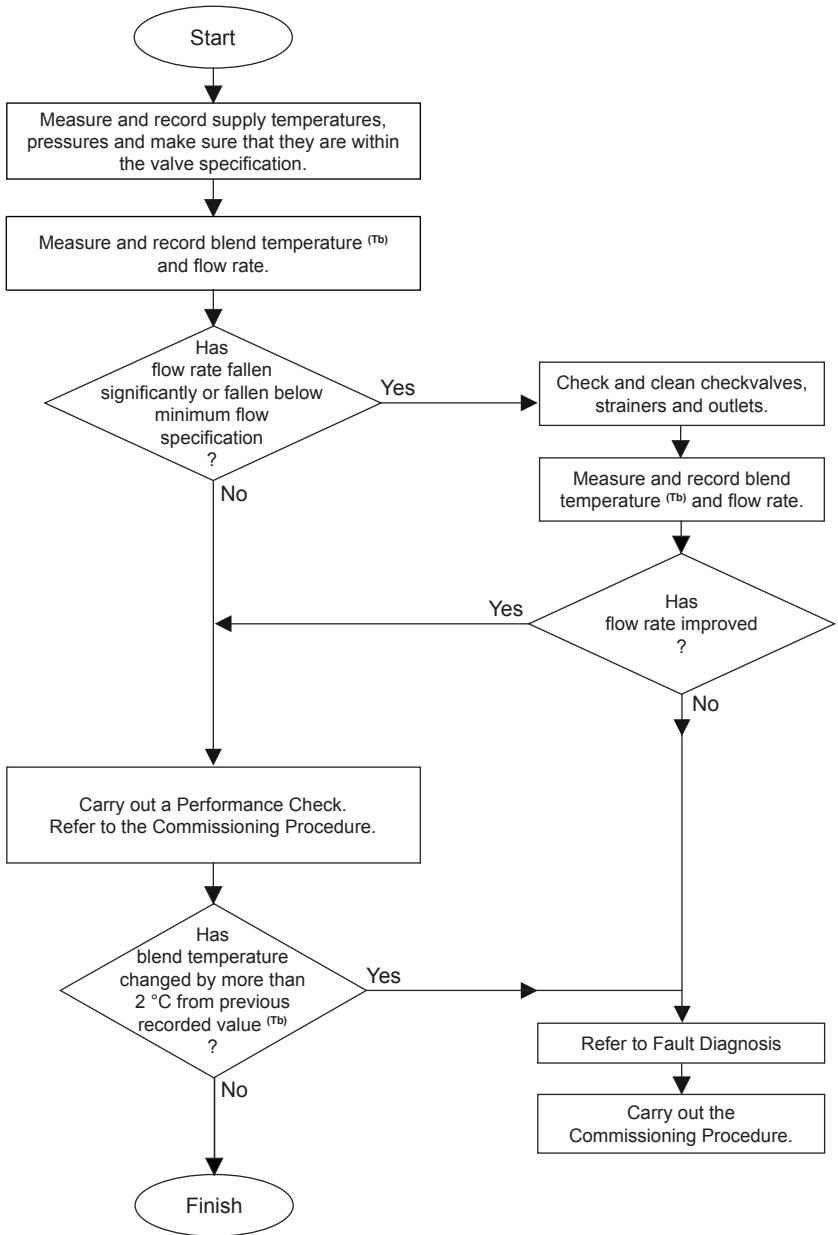 Start
Measure and record supply temperatures,
pressures and make sure that they are within
the valve specification.
Measure and record blend temperature (Tb)
and flow rate.
Has
flow rate fallen
significantly or fallen below
minimum flow
specification
?
Yes
No
Check and clean checkvalves,
strainers and outlets.
Measure and record blend
temperature (Tb) and flow rate.
Has
flow rate improved
?
Yes
No
Carry out a Performance Check.
Refer to the Commissioning Procedure.
Has
blend temperature
changed by more than
2 °C from previous
recorded value (Tb)
?
Yes
No
Refer to Fault Diagnosis
Carry out the
Commissioning Procedure.
Finish